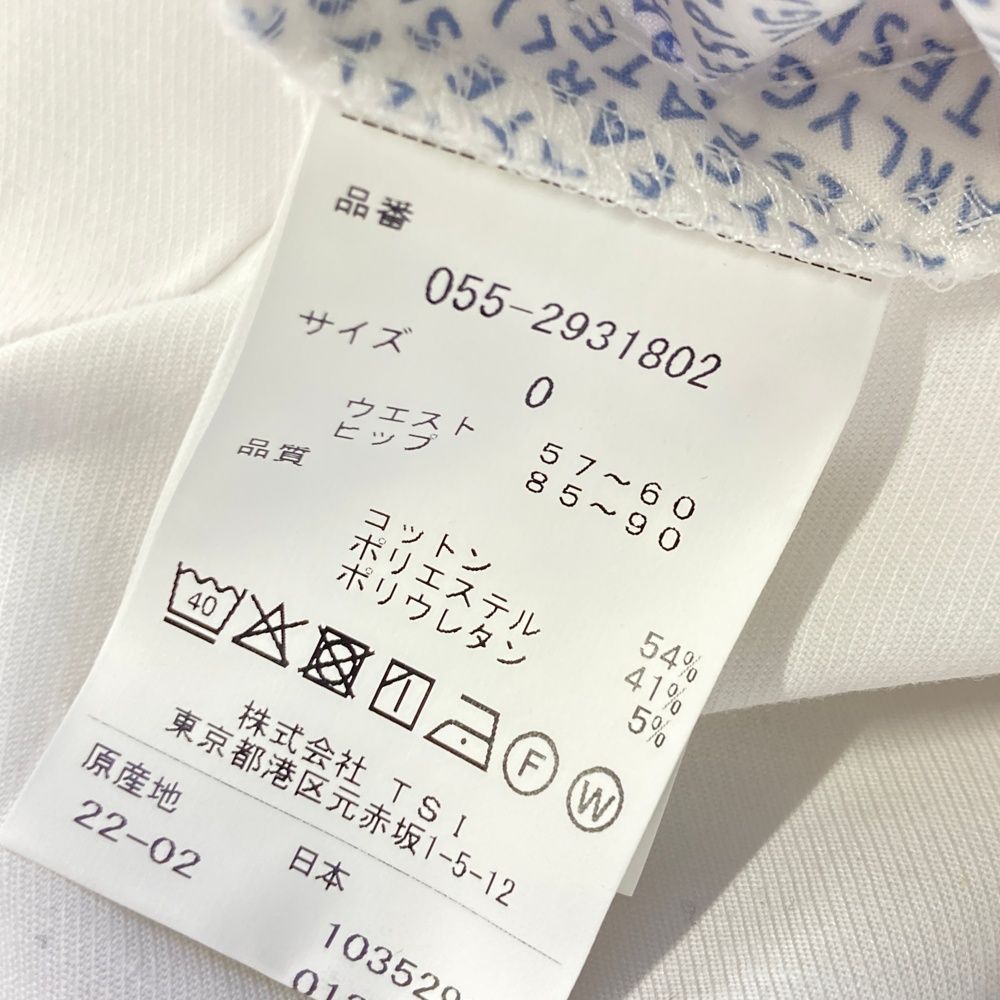 品番
055-2931802
サイズ
0
ウエスト 57~60
ヒップ 85~90
品質
コットン 54%
ポリエステル 41%
ポリウレタン 5%
40
F W
株式会社 TSI
東京都港区元赤坂1-5-12
原産地 日本
22-02